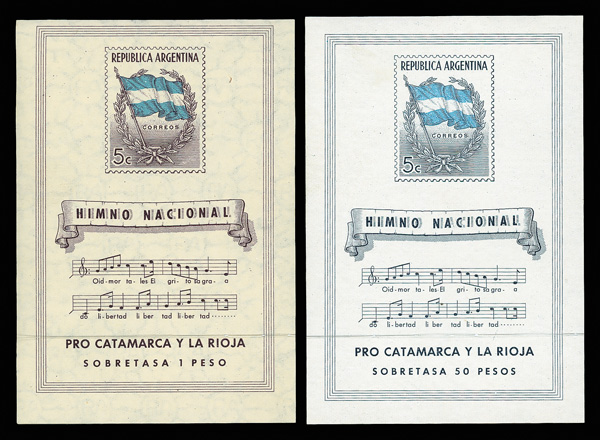 REPUBLICA ARGENTINA
CORREOS
5c
HIMNO NACIONAL
Oid-mor ta-les El gri-to sa gra-a
do li-bertad li ber tad li ber tad ........
PRO CATAMARCA Y LA RIOJA
SOBRETASA 1 PESO
REPUBLICA ARGENTINA
CORREOS
5c
HIMNO NACIONAL
Oid-mor ta-les El gri-to sa gra-a
do li-bertad li ber tad li ber tad ........
PRO CATAMARCA Y LA RIOJA
SOBRETASA 50 PESOS